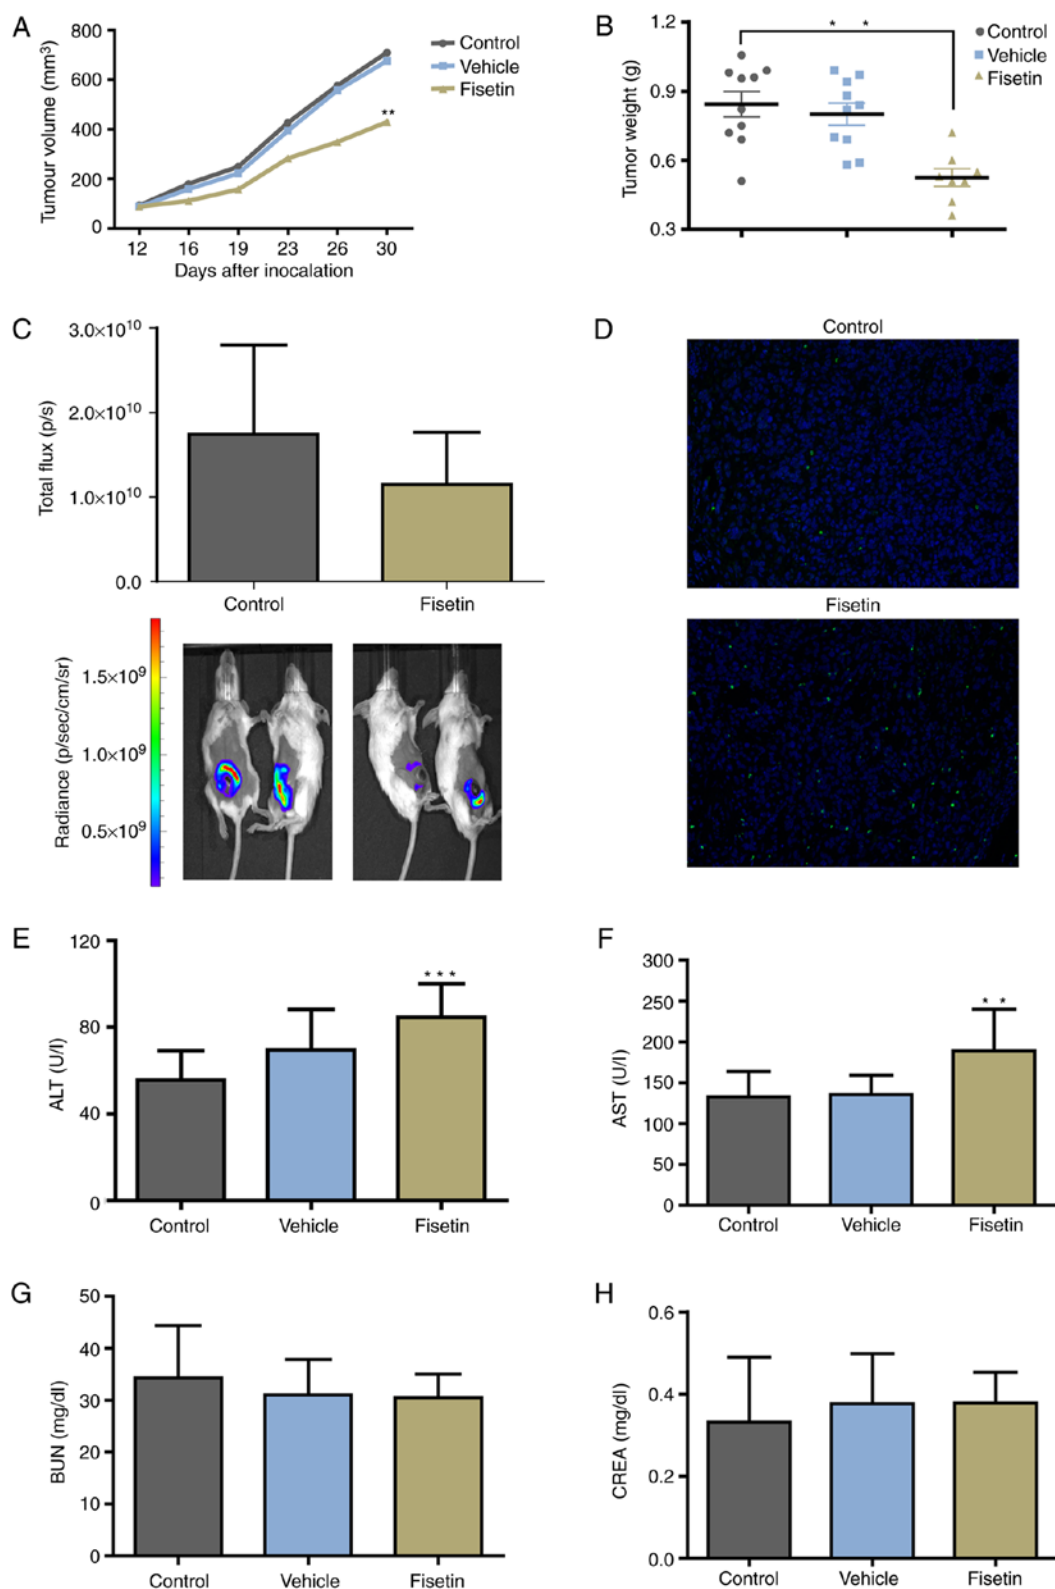 A
Tumour volume (mm³)
800
600
400
200
0
12 16 19 23 26 30
Days after inocalation
Control
Vehicle
Fisetin
**
B
Tumor weight (g)
1.2
0.9
0.6
0.3
* *
Control
Vehicle
Fisetin
C
Total flux (p/s)
3.0×10¹⁰
2.0×10¹⁰
1.0×10¹⁰
0.0
Control Fisetin
Radiance (p/sec/cm/sr)
1.5×10⁹
1.0×10⁹
0.5×10⁹
D
Control
Fisetin
E
ALT (U/l)
120
80
40
0
* * *
Control Vehicle Fisetin
F
AST (U/l)
300
250
200
150
100
50
0
* *
Control Vehicle Fisetin
G
BUN (mg/dl)
50
40
30
20
10
0
Control Vehicle Fisetin
H
CREA (mg/dl)
0.6
0.4
0.2
0.0
Control Vehicle Fisetin